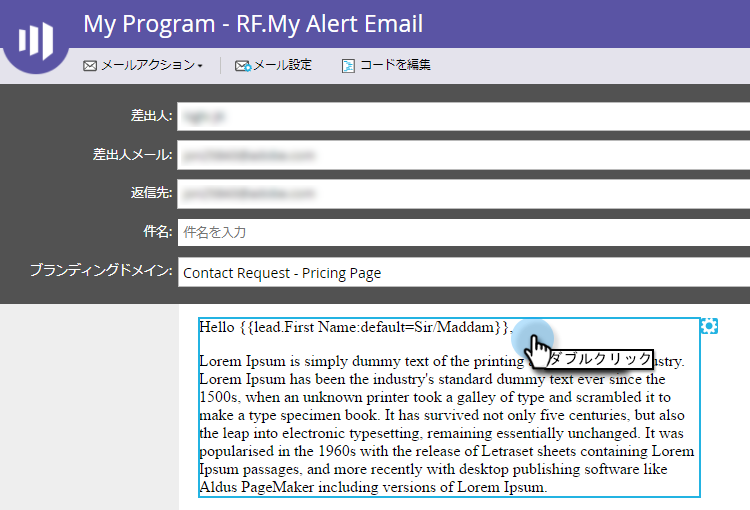 My Program - RF.My Alert Email
メールアクション メール設定 コードを編集
差出人:
差出人メール:
返信先:
件名: 件名を入力
ブランディングドメイン: Contact Request - Pricing Page
Hello {{lead.First Name:default=Sir/Maddam}},
ダブルクリック
Lorem Ipsum is simply dummy text of the printing stry.
Lorem Ipsum has been the industry's standard dummy text ever since the
1500s, when an unknown printer took a galley of type and scrambled it to
make a type specimen book. It has survived not only five centuries, but also
the leap into electronic typesetting, remaining essentially unchanged. It was
popularised in the 1960s with the release of Letraset sheets containing Lorem
Ipsum passages, and more recently with desktop publishing software like
Aldus PageMaker including versions of Lorem Ipsum.